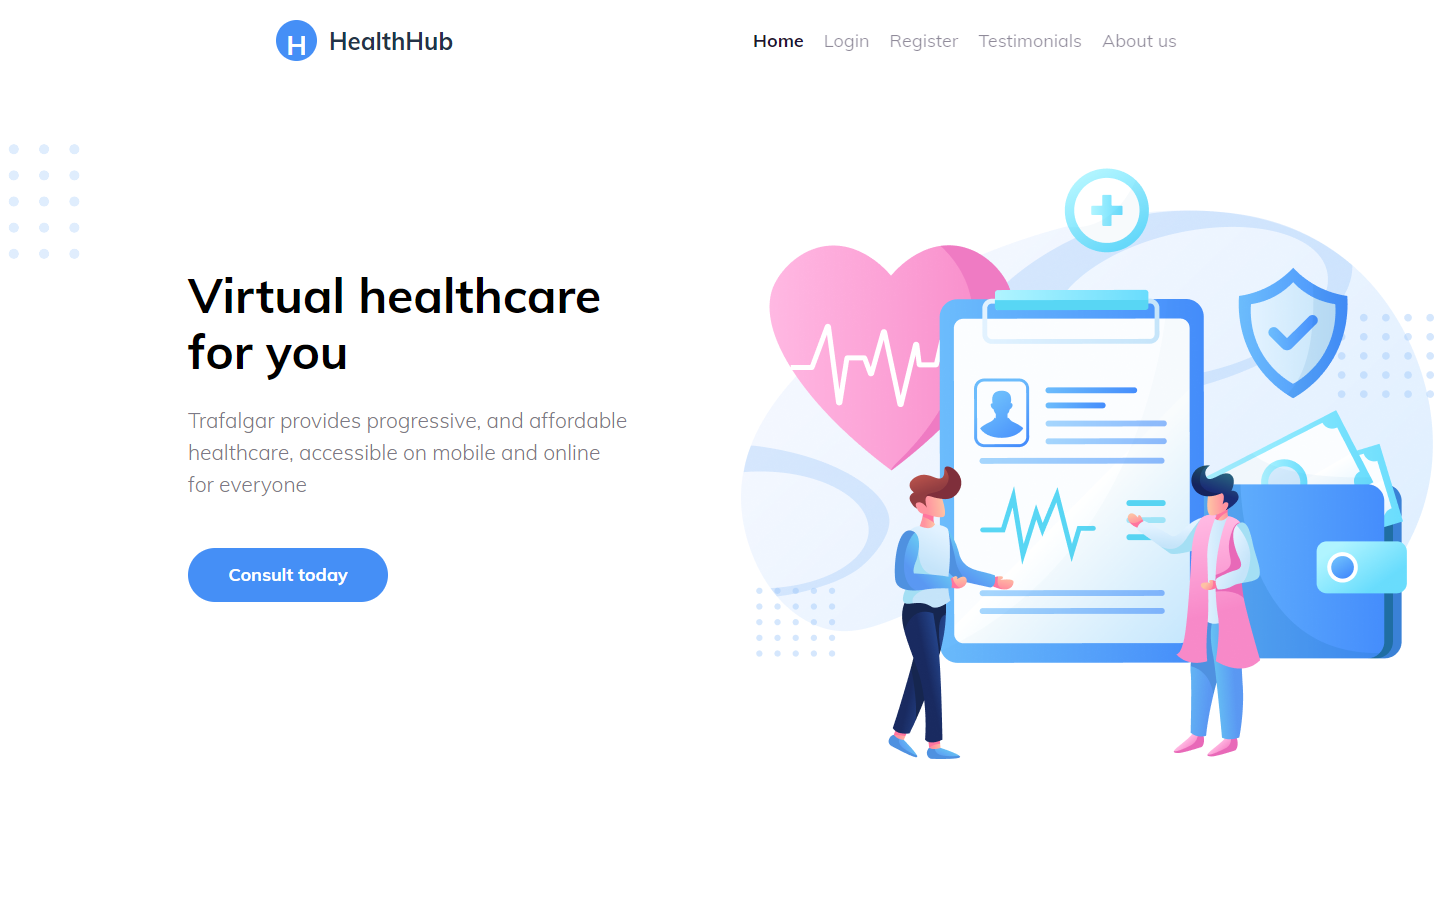 H HealthHub
Home Login Register Testimonials About us
Virtual healthcare
for you
Trafalgar provides progressive, and affordable
healthcare, accessible on mobile and online
for everyone
Consult today